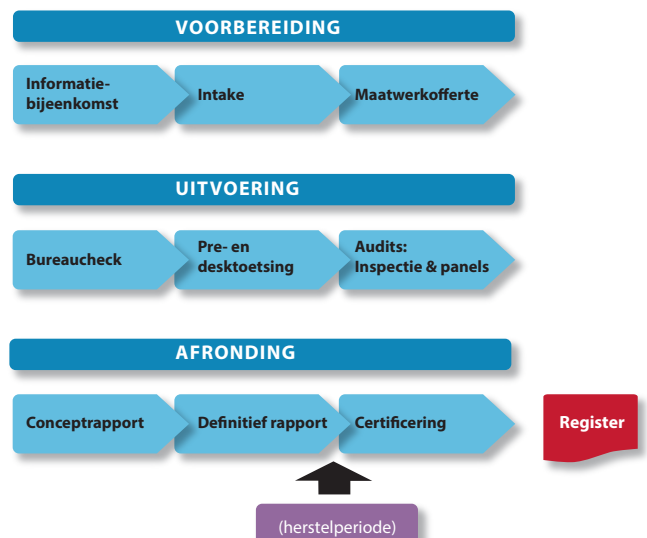 VOORBEREIDING
Informatie-
bijeenkomst
Intake
Maatwerkofferte
UITVOERING
Bureaucheck
Pre- en
desktoetsing
Audits:
Inspectie & panels
AFRONDING
Conceptrapport
Definitief rapport
Certificering
Register
(herstelperiode)